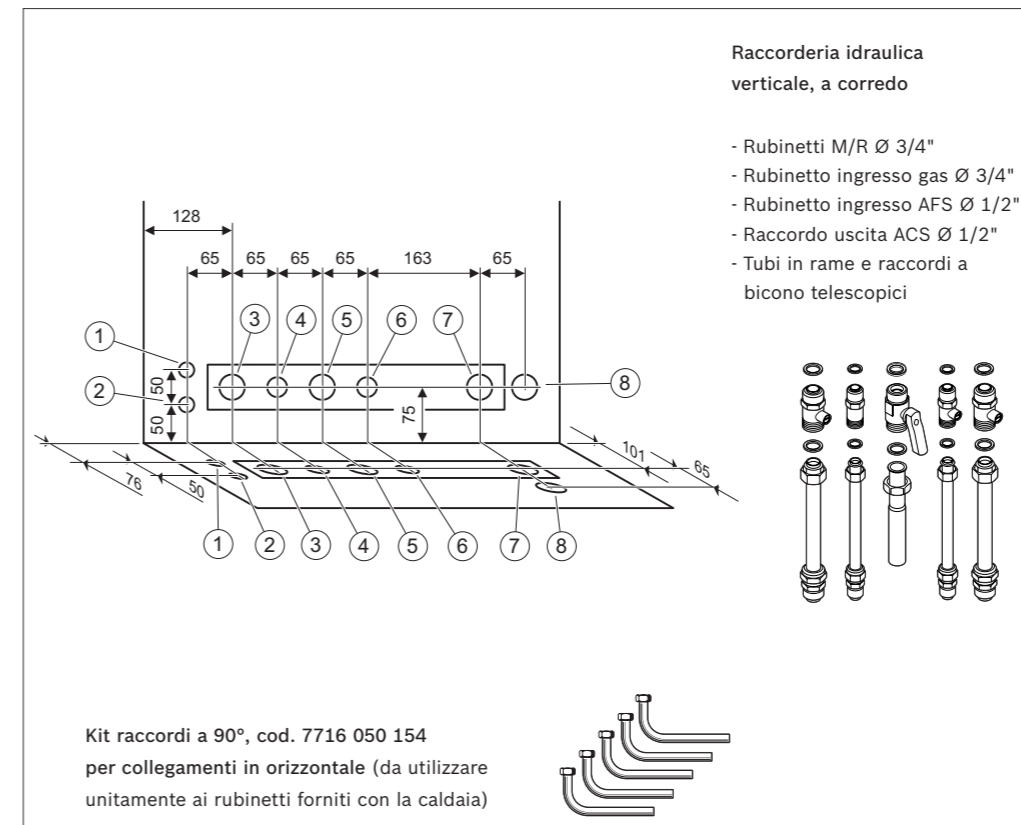 Raccorderia idraulica
verticale, a corredo
- Rubinetti M/R Ø 3/4"
- Rubinetto ingresso gas Ø 3/4"
- Rubinetto ingresso AFS Ø 1/2"
- Raccordo uscita ACS Ø 1/2"
- Tubi in rame e raccordi a
bicono telescopici
128
65 65 65 65 163 65
3 4 5 6 7
1
50
2
50
75
8
76
50
101
65
1 2 3 4 5 6 7 8
Kit raccordi a 90°, cod. 7716 050 154
per collegamenti in orizzontale (da utilizzare
unitamente ai rubinetti forniti con la caldaia)